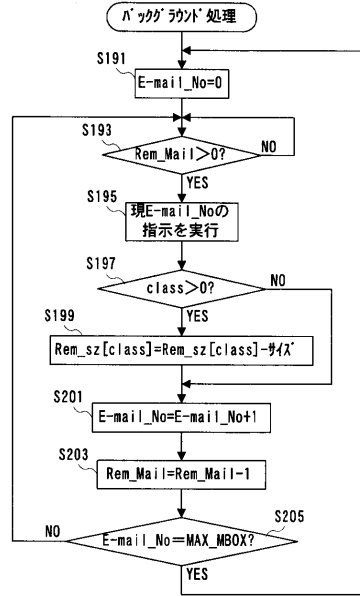 バックグラウンド処理
S191
E-mail_No=0
S193
Rem_Mail>0?
NO
YES
S195
現E-mail_Noの
指示を実行
S197
class>0?
NO
YES
S199
Rem_sz[class]=Rem_sz[class]-サイズ
S201
E-mail_No=E-mail_No+1
S203
Rem_Mail=Rem_Mail-1
S205
NO
E-mail_No=MAX_MBOX?
YES